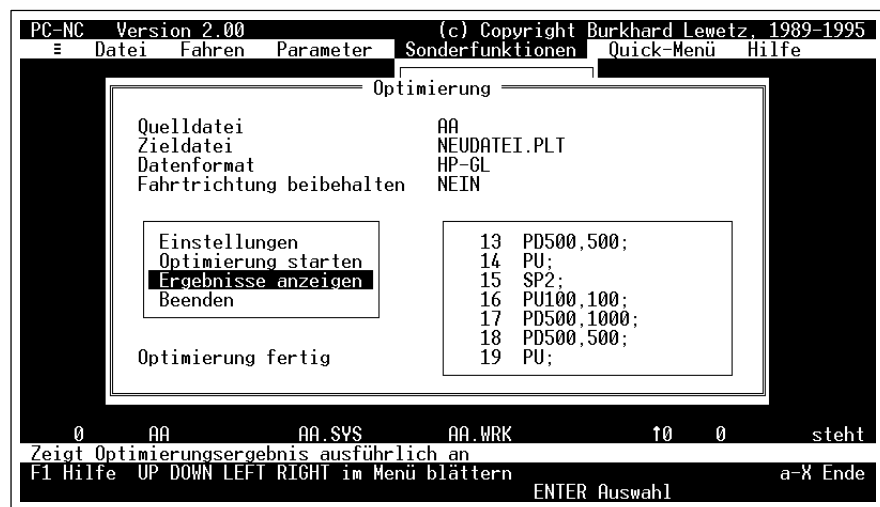 PC-NC Version 2.00 (c) Copyright Burkhard Lewetz, 1989-1995
≡ Datei Fahren Parameter Sonderfunktionen Quick-Menü Hilfe
Optimierung
Quelldatei AA
Zieldatei NEUDATEI.PLT
Datenformat HP-GL
Fahrtrichtung beibehalten NEIN
Einstellungen
Optimierung starten
Ergebnisse anzeigen
Beenden
13 PD500,500;
14 PU;
15 SP2;
16 PU100,100;
17 PD500,1000;
18 PD500,500;
19 PU;
Optimierung fertig
0 AA AA.SYS AA.WRK ↑0 0 steht
Zeigt Optimierungsergebnis ausführlich an
F1 Hilfe UP DOWN LEFT RIGHT im Menü blättern a-X Ende
ENTER Auswahl